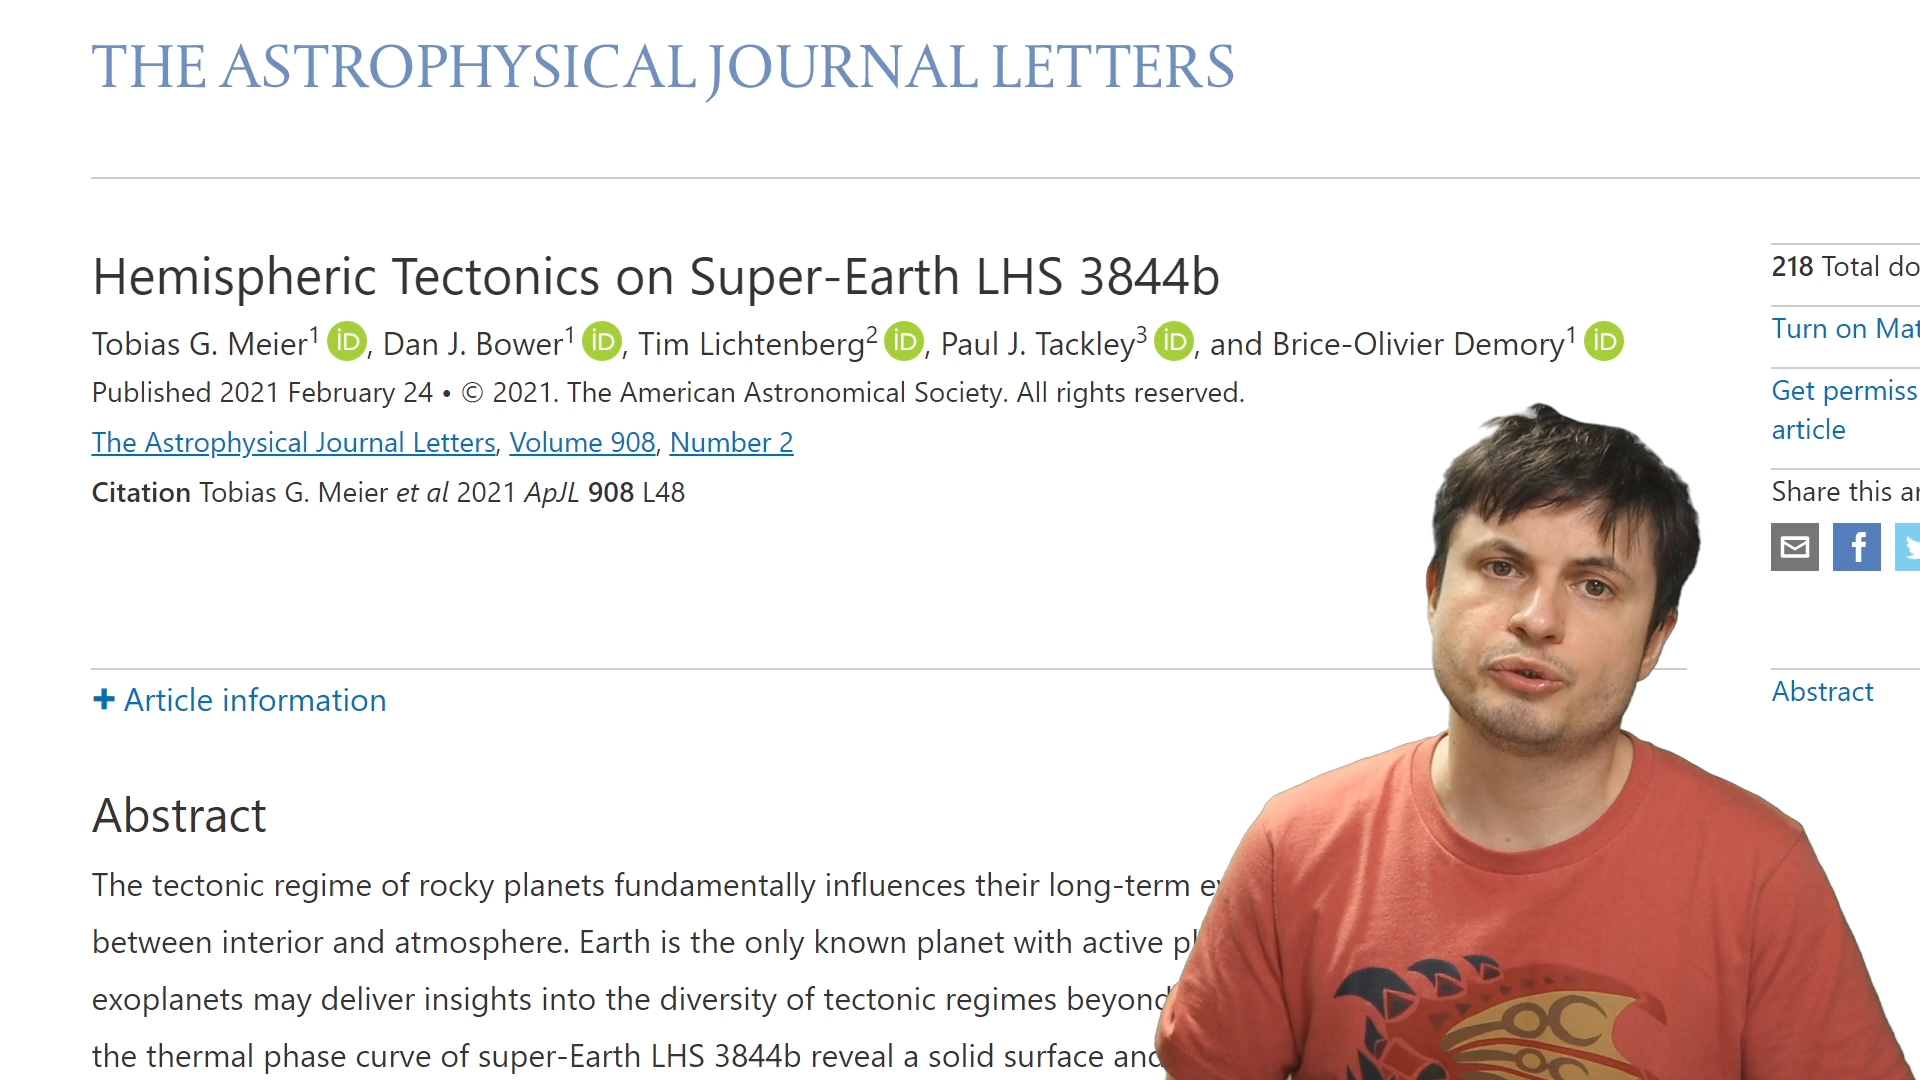 THE ASTROPHYSICAL JOURNAL LETTERS
Hemispheric Tectonics on Super-Earth LHS 3844b
Tobias G. Meier1 iD, Dan J. Bower1 iD, Tim Lichtenberg2 iD, Paul J. Tackley3 iD, and Brice-Olivier Demory1 iD
Published 2021 February 24 • © 2021. The American Astronomical Society. All rights reserved.
The Astrophysical Journal Letters, Volume 908, Number 2
Citation Tobias G. Meier et al 2021 ApJL 908 L48
+ Article information
Abstract
The tectonic regime of rocky planets fundamentally influences their long-term
between interior and atmosphere. Earth is the only known planet with active
exoplanets may deliver insights into the diversity of tectonic regimes beyond
the thermal phase curve of super-Earth LHS 3844b reveal a solid surface and
218 Total
Turn on
Get
article
Share this
f
Abstract